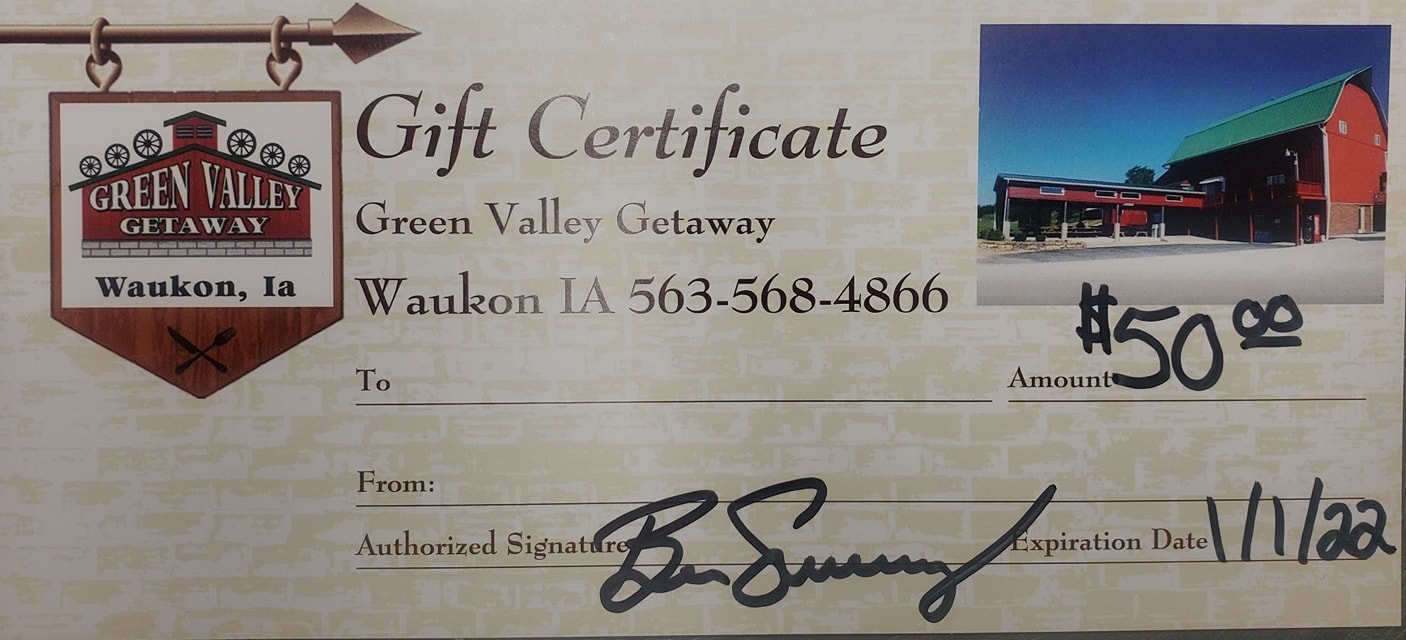 GREEN VALLEY
GETAWAY
Waukon, Ia
Gift Certificate
Green Valley Getaway
Waukon IA 563-568-4866
To
Amount $50.00
From:
Authorized Signature Ben
Expiration Date 1/1/22